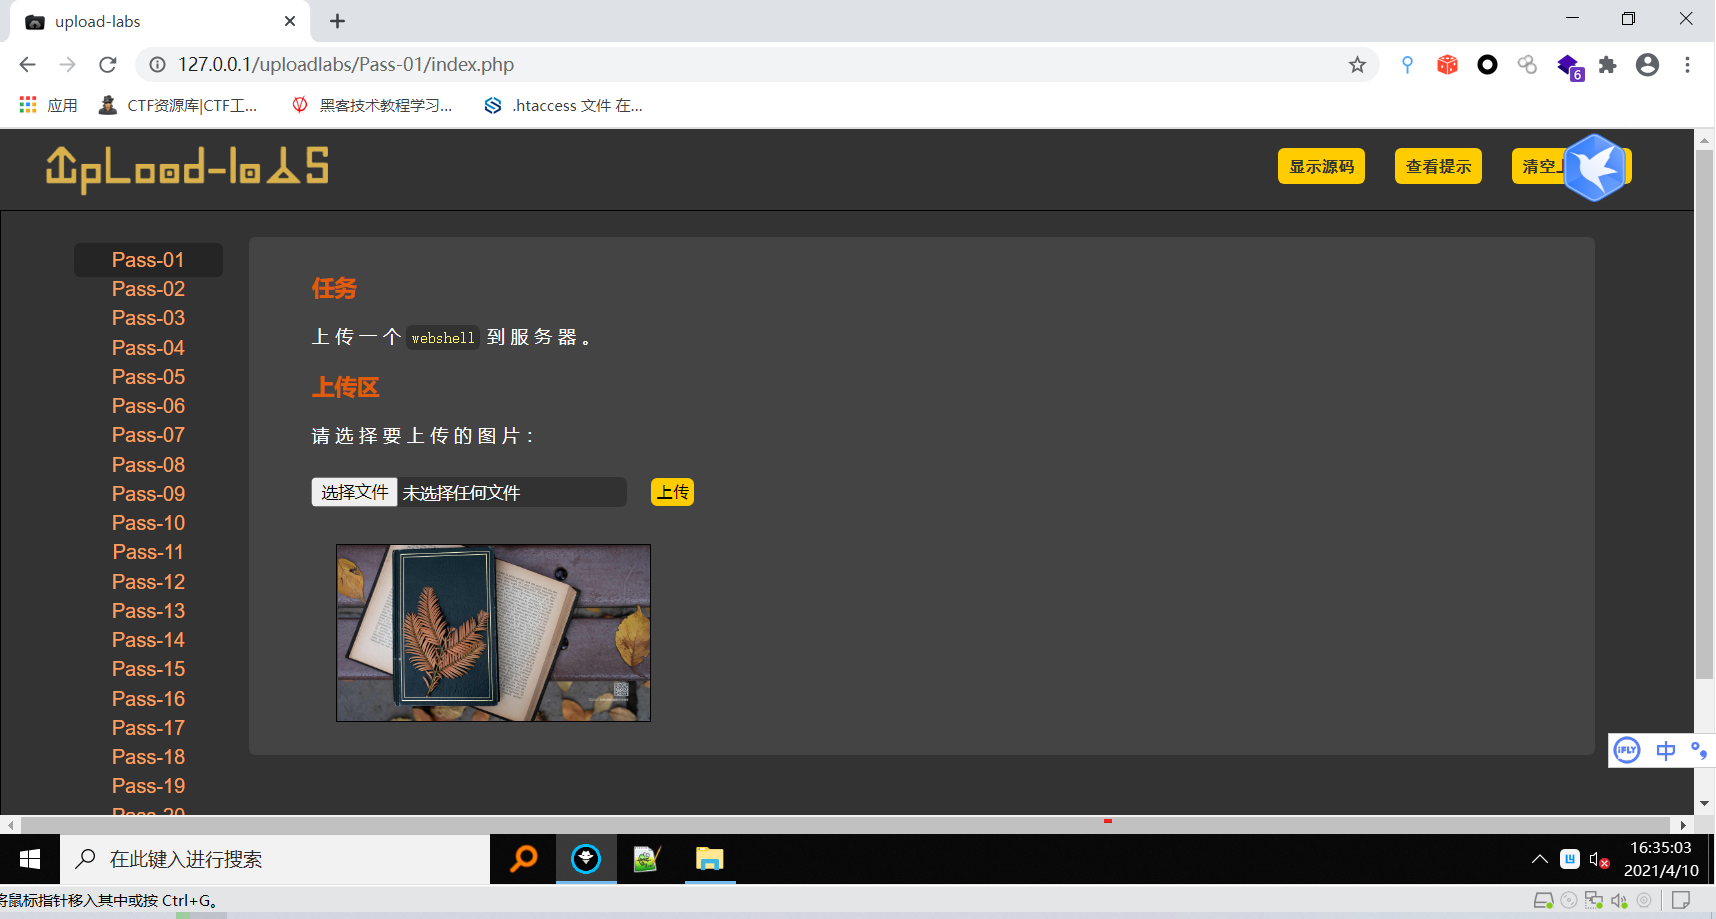 upload-labs
127.0.0.1/uploadlabs/Pass-01/index.php
6
应用
CTF资源库|CTF工...
黑客技术教程学习...
.htaccess 文件 在...
UpLoad-labs
显示源码
查看提示
清空上
Pass-01
Pass-02
Pass-03
Pass-04
Pass-05
Pass-06
Pass-07
Pass-08
Pass-09
Pass-10
Pass-11
Pass-12
Pass-13
Pass-14
Pass-15
Pass-16
Pass-17
Pass-18
Pass-19
Pass-20
任务
上传一个 webshell 到服务器。
上传区
请选择要上传的图片：
选择文件 未选择任何文件
上传
iFLY 中
在此键入进行搜索
16:35:03
2021/4/10
将鼠标指针移入其中或按 Ctrl+G。